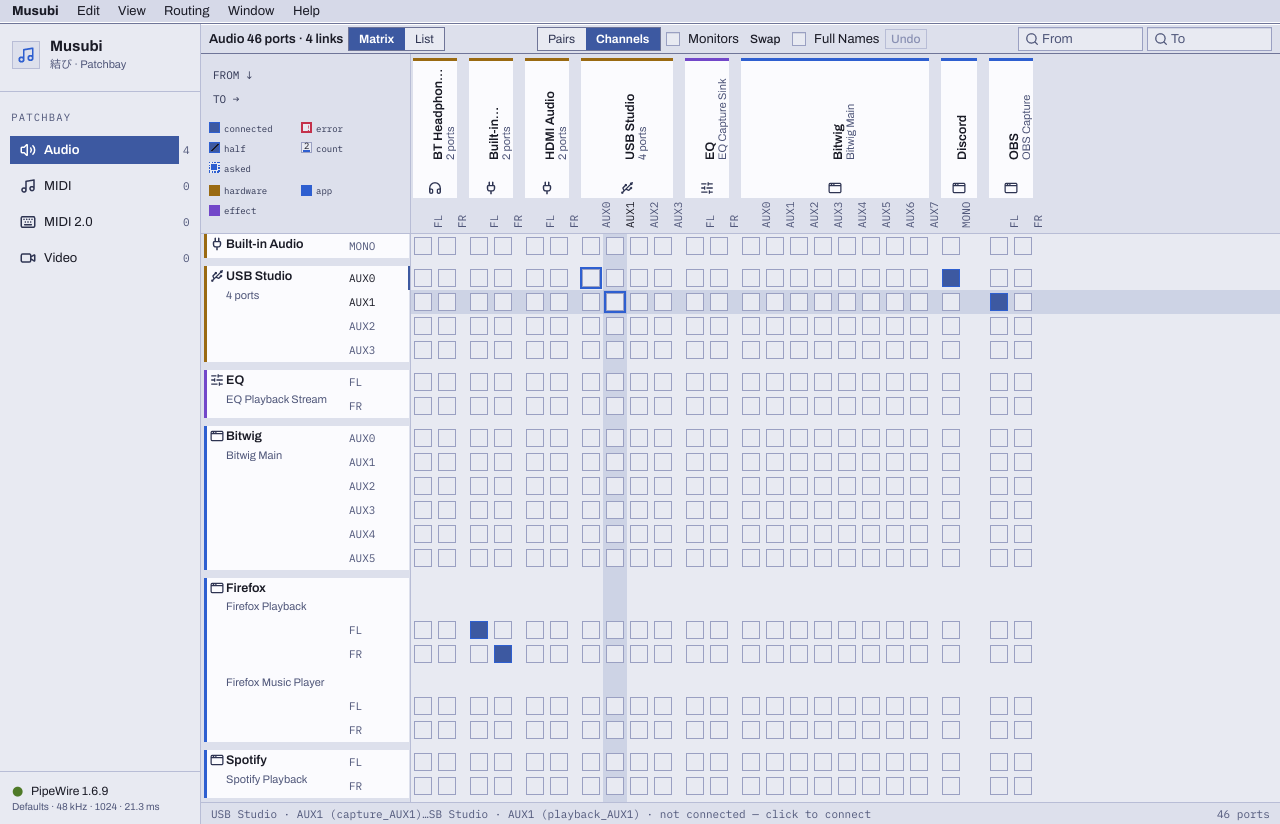 Musubi Audio Edit View Routing Window Help
Musubi
結び · Patchbay
PATCHBAY
Audio 4
MIDI 0
MIDI 2.0 0
Video 0
PipeWire 1.6.9
Defaults · 48 kHz · 1024 · 21.3 ms
Audio 46 ports · 4 links Matrix List Pairs Channels Monitors Swap Full Names Undo From To
FROM ↓
TO →
connected error
half 2 count
asked
hardware app
effect
BT Headphon…
2 ports
Built-in…
2 ports
HDMI Audio
2 ports
USB Studio
4 ports
EQ
EQ Capture Sink
Bitwig
Bitwig Main
Discord
OBS
OBS Capture
FL FR FL FR FL FR AUX0 AUX1 AUX2 AUX3 FL FR AUX0 AUX1 AUX2 AUX3 AUX4 AUX5 AUX6 AUX7 MONO FL FR
Built-in Audio MONO
USB Studio AUX0
4 ports
AUX1
AUX2
AUX3
EQ FL
EQ Playback Stream
FR
Bitwig AUX0
Bitwig Main
AUX1
AUX2
AUX3
AUX4
AUX5
Firefox
Firefox Playback
FL
FR
Firefox Music Player
FL
FR
Spotify FL
Spotify Playback
FR
USB Studio · AUX1 (capture_AUX1)…SB Studio · AUX1 (playback_AUX1) · not connected — click to connect 46 ports